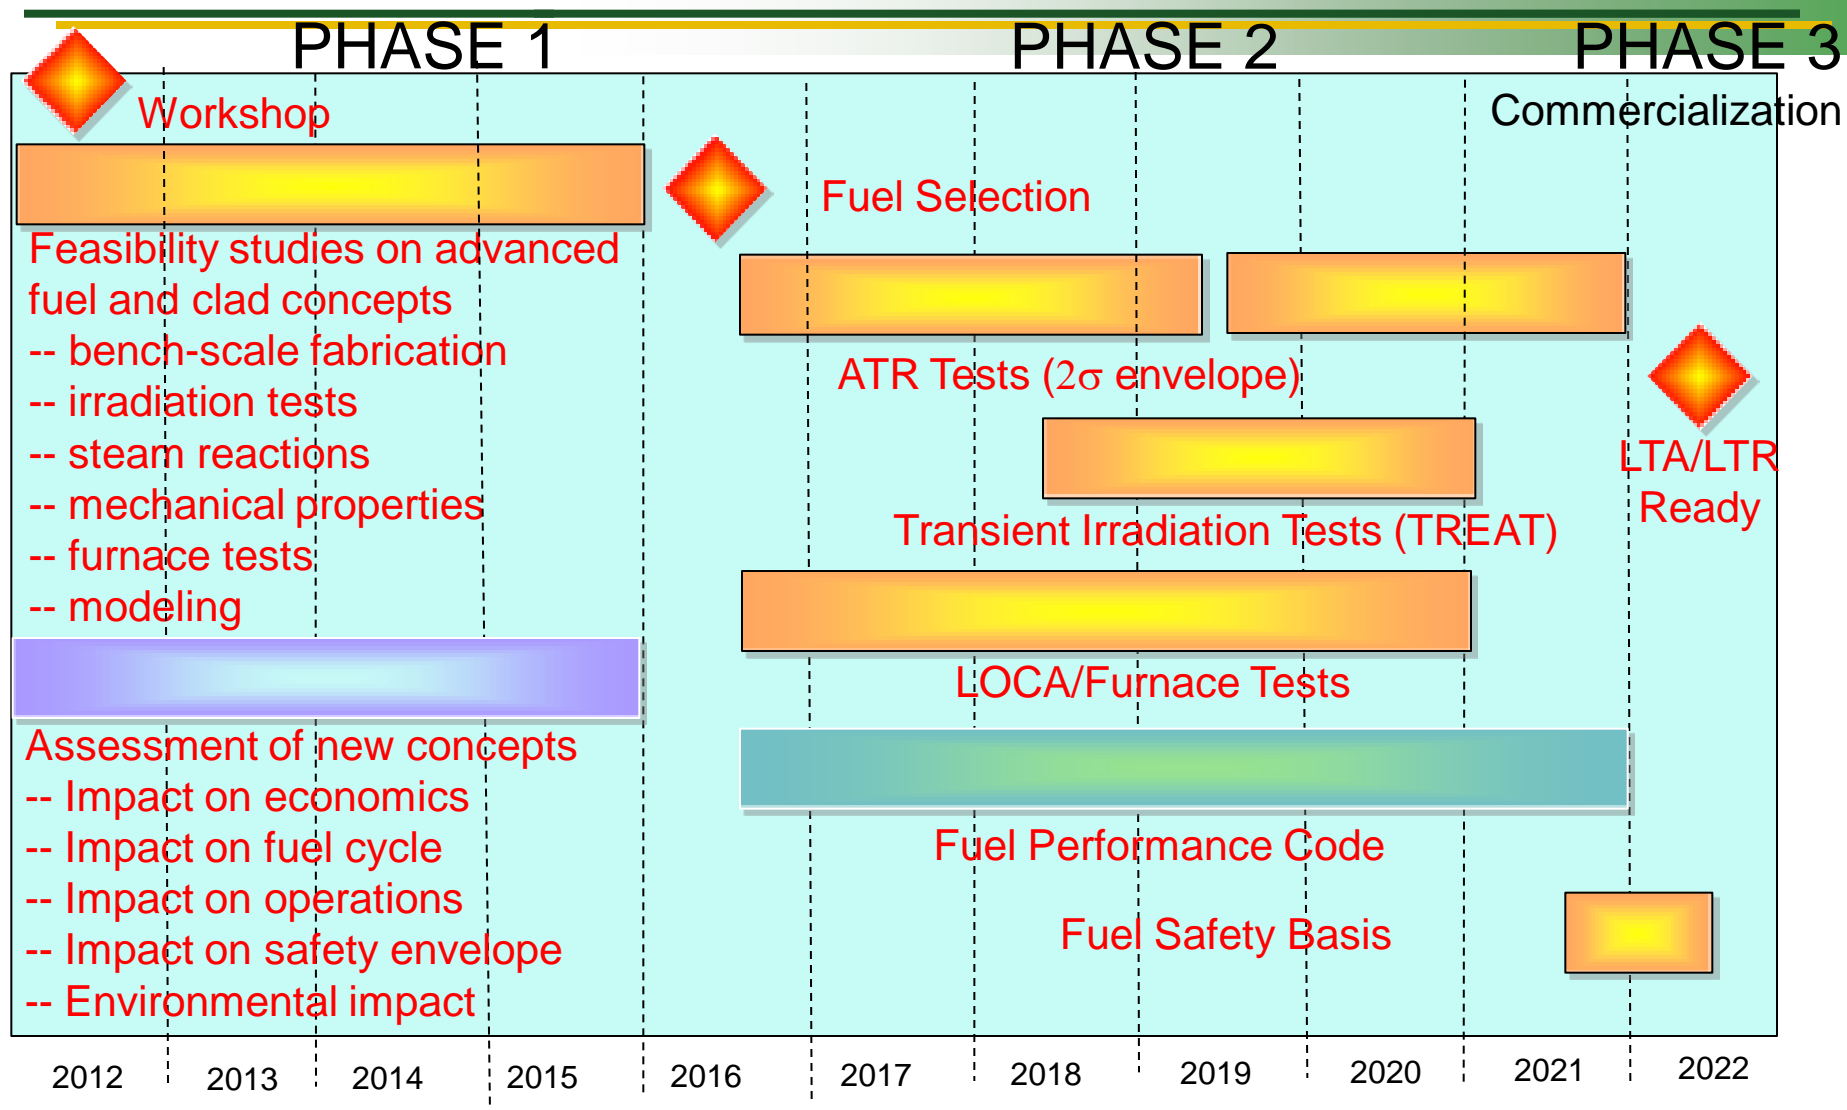 PHASE 1
PHASE 2
PHASE 3
Commercialization
Workshop
Fuel Selection
Feasibility studies on advanced
fuel and clad concepts
-- bench-scale fabrication
-- irradiation tests
-- steam reactions
-- mechanical properties
-- furnace tests
-- modeling
ATR Tests (2σ envelope)
LTA/LTR
Ready
Transient Irradiation Tests (TREAT)
LOCA/Furnace Tests
Assessment of new concepts
-- Impact on economics
-- Impact on fuel cycle
-- Impact on operations
-- Impact on safety envelope
-- Environmental impact
Fuel Performance Code
Fuel Safety Basis
2012
2013
2014
2015
2016
2017
2018
2019
2020
2021
2022